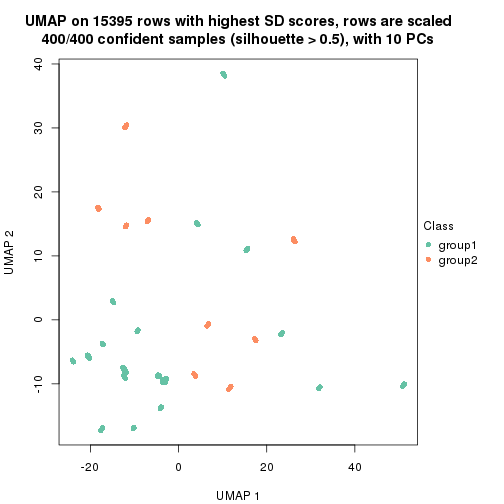 UMAP on 15395 rows with highest SD scores, rows are scaled
400/400 confident samples (silhouette > 0.5), with 10 PCs
40
30
20
10
0
-10
UMAP 2
-20
0
20
40
UMAP 1
Class
group1
group2